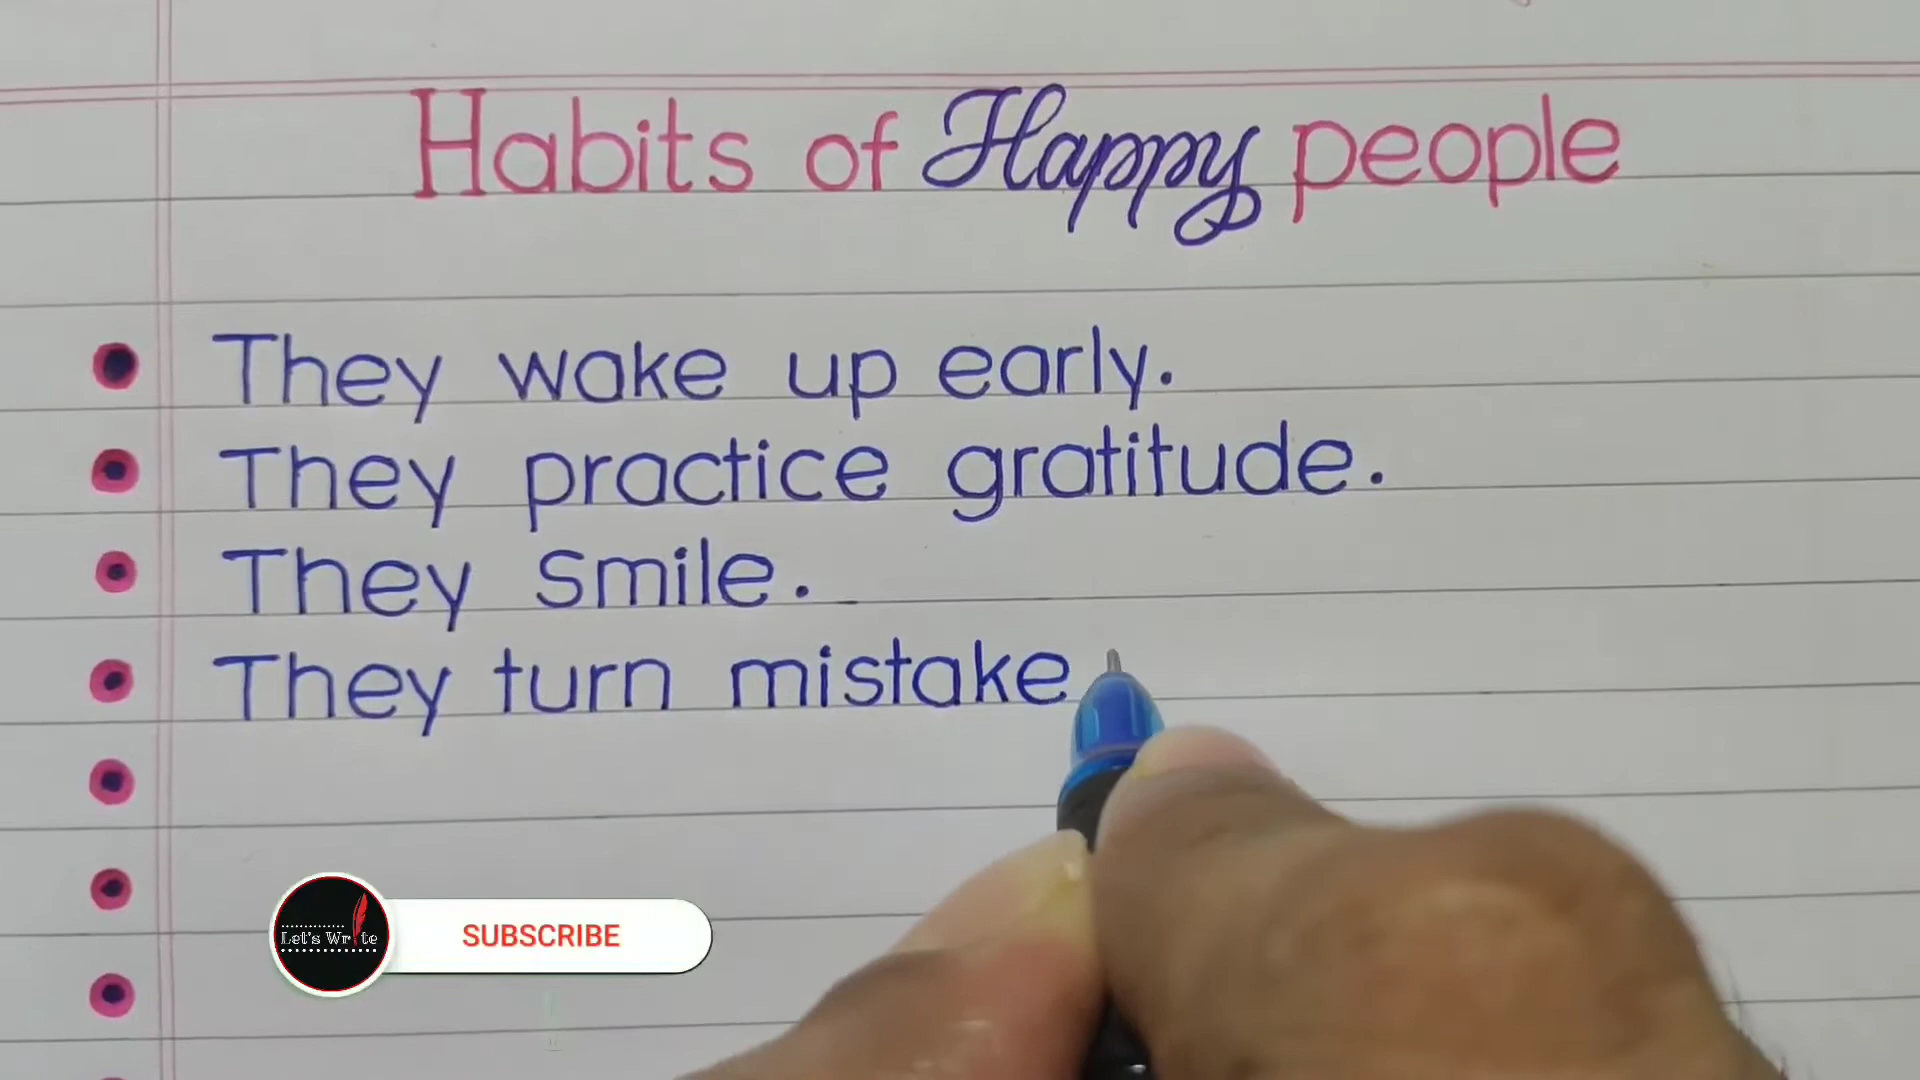 Habits of Happy people
They wake up early.
They practice gratitude.
They smile.
They turn mistake
Let's Write
SUBSCRIBE